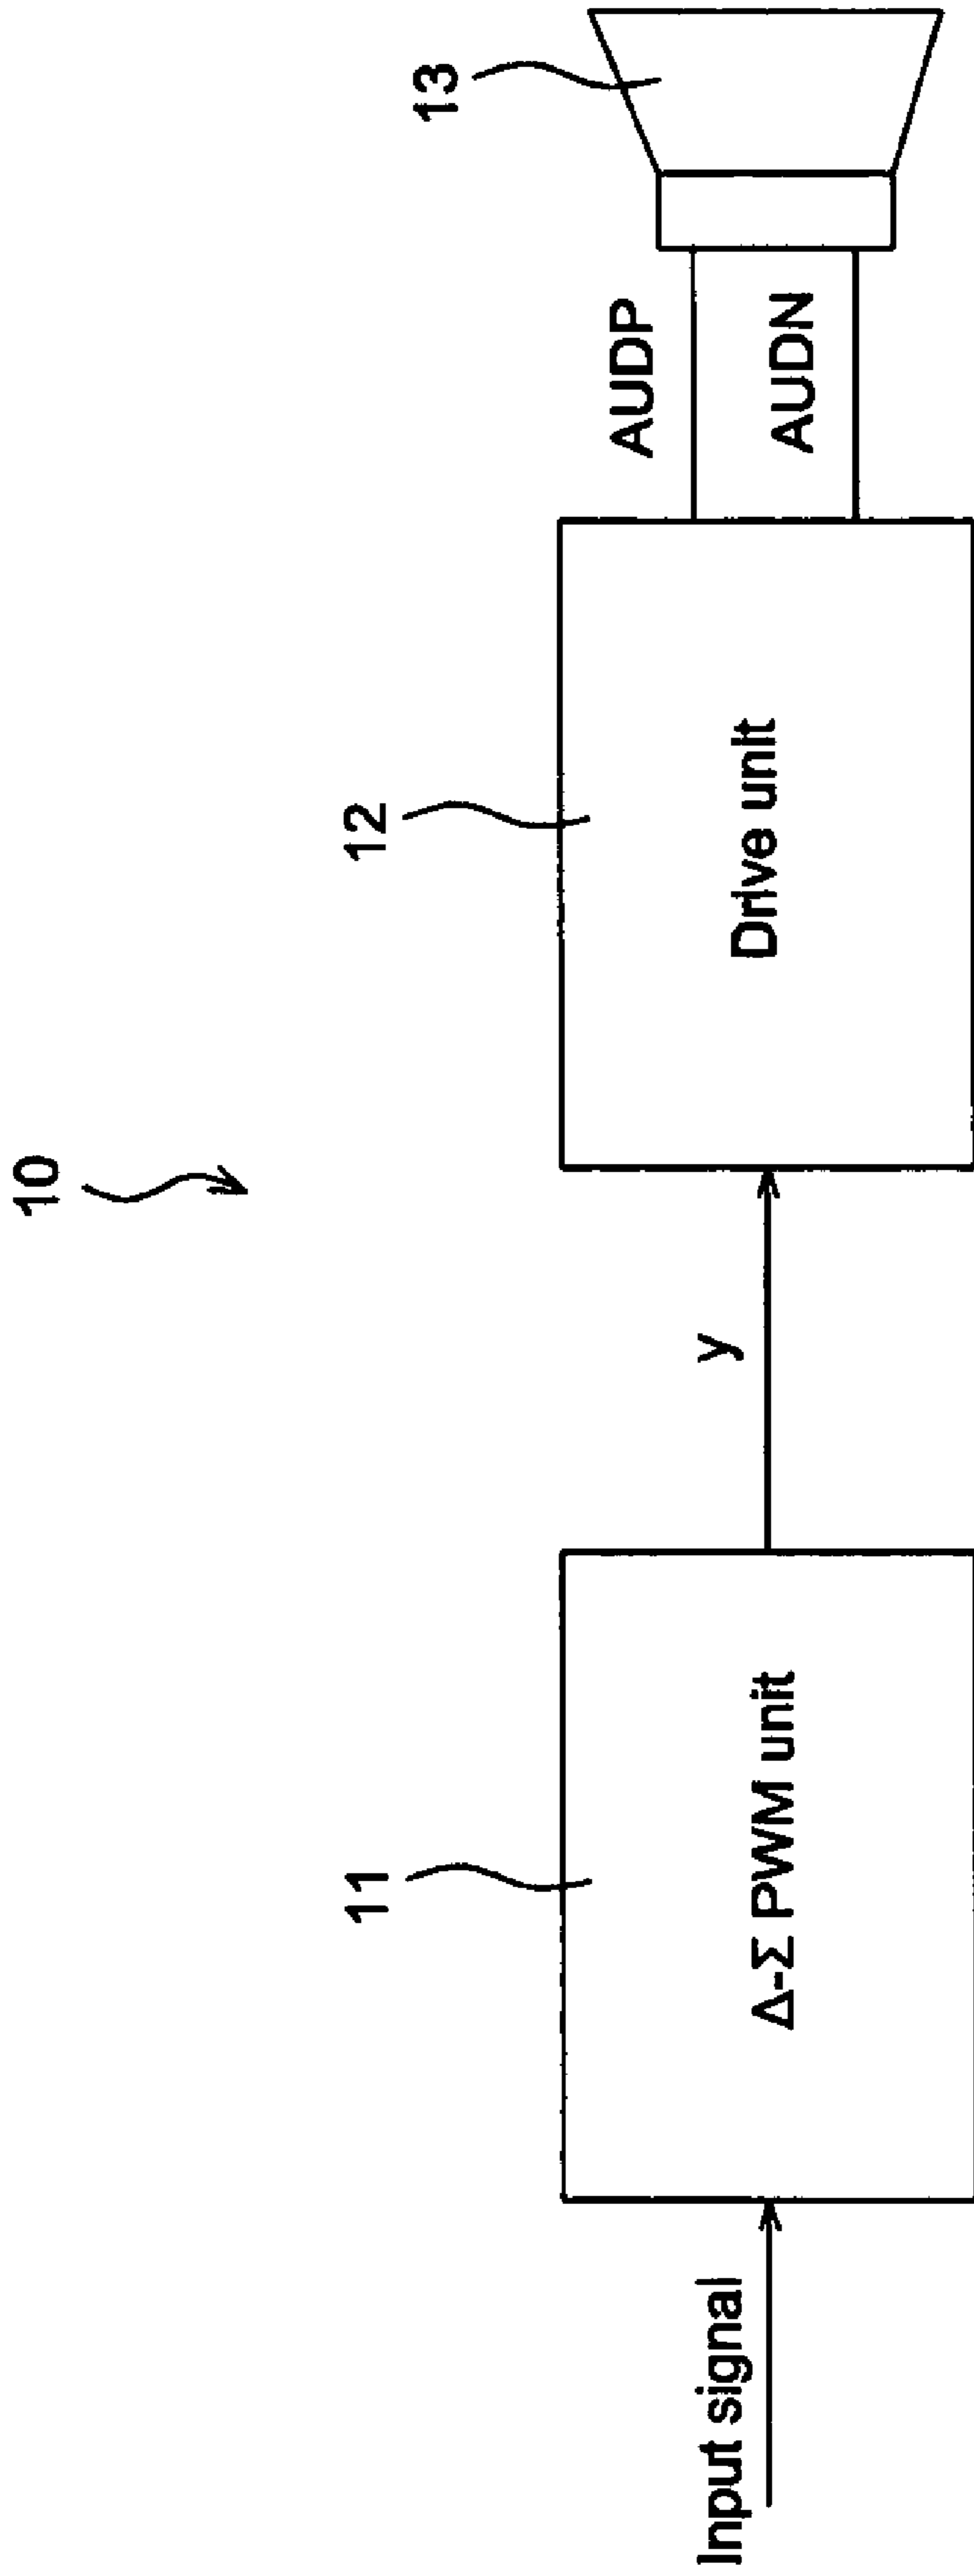 10
11
12
13
Input signal
Δ-Σ PWM unit
y
Drive unit
AUDP
AUDN